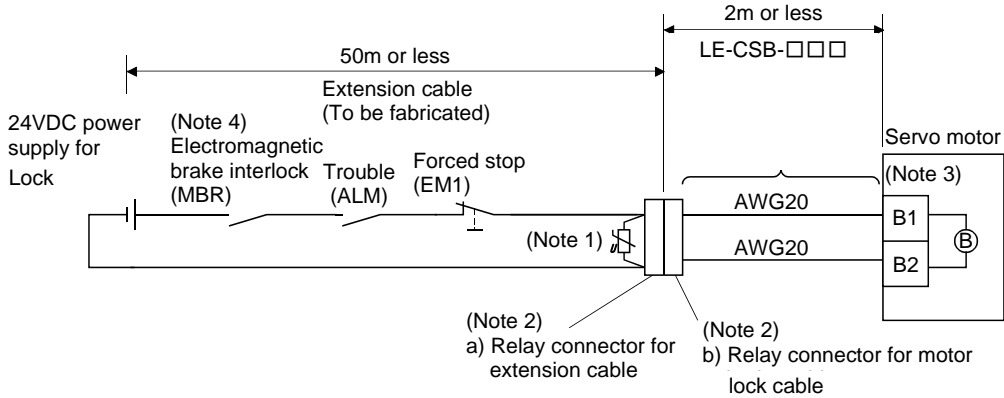 2m or less
50m or less
LE-CSB-□□□
Extension cable
(To be fabricated)
24VDC power
supply for
Lock
(Note 4)
Electromagnetic
brake interlock
(MBR)
Trouble
(ALM)
Forced stop
(EM1)
Servo motor
(Note 3)
(Note 1)
U
AWG20
AWG20
B1
B2
B
(Note 2)
a) Relay connector for
extension cable
(Note 2)
b) Relay connector for motor
lock cable